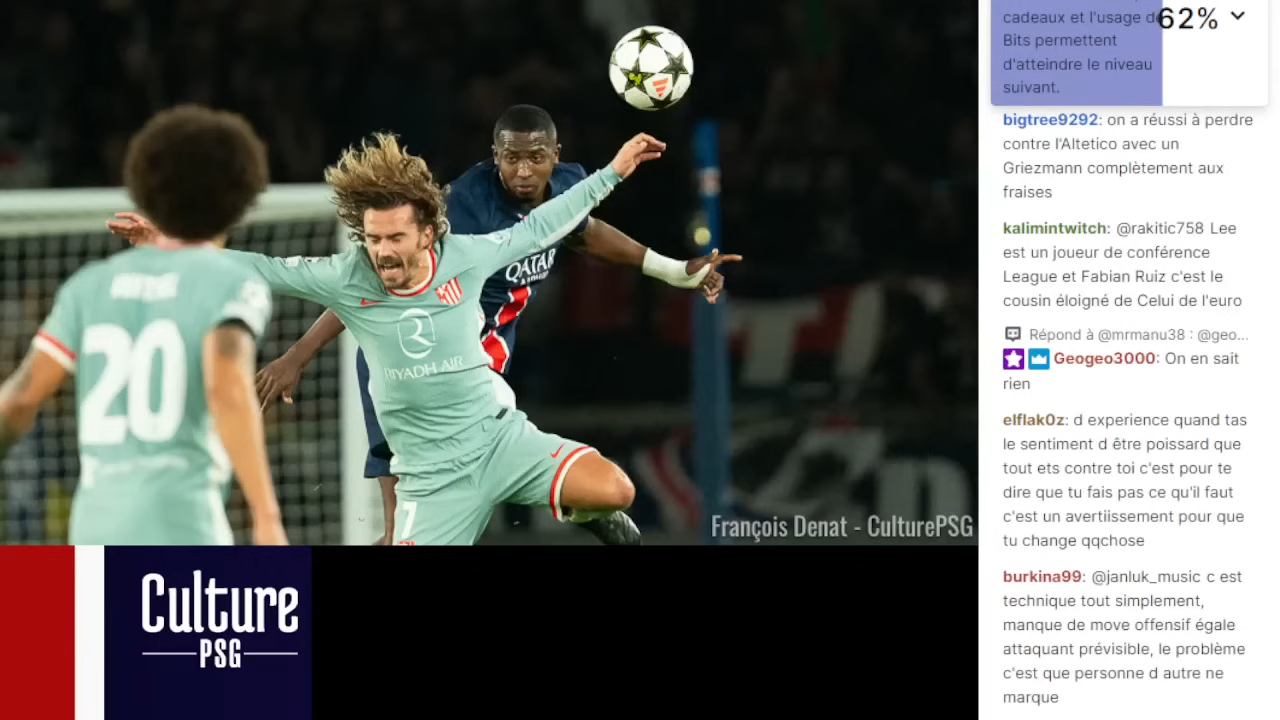 cadeaux et l'usage de
62%
Bits permettent
d'atteindre le niveau
suivant.
bigtree9292: on a réussi à perdre
contre l'Altetico avec un
Griezmann complètement aux
fraises
kalimintwitch: @rakitic758 Lee
est un joueur de conférence
League et Fabian Ruiz c'est le
cousin éloigné de Celui de l'euro
Répond à @mrmanu38 : @geo...
Geogeo3000: On en sait
rien
elflak0z: d experience quand tas
le sentiment d être poissard que
tout ets contre toi c'est pour te
dire que tu fais pas ce qu'il faut
c'est un avertiissement pour que
tu change qqchose
burkina99: @janluk_music c est
technique tout simplement,
manque de move offensif égale
attaquant prévisible, le problème
c'est que personne d autre ne
marque
QATAR
RIYADH AIR
20
7
François Denat - CulturePSG
Culture
PSG